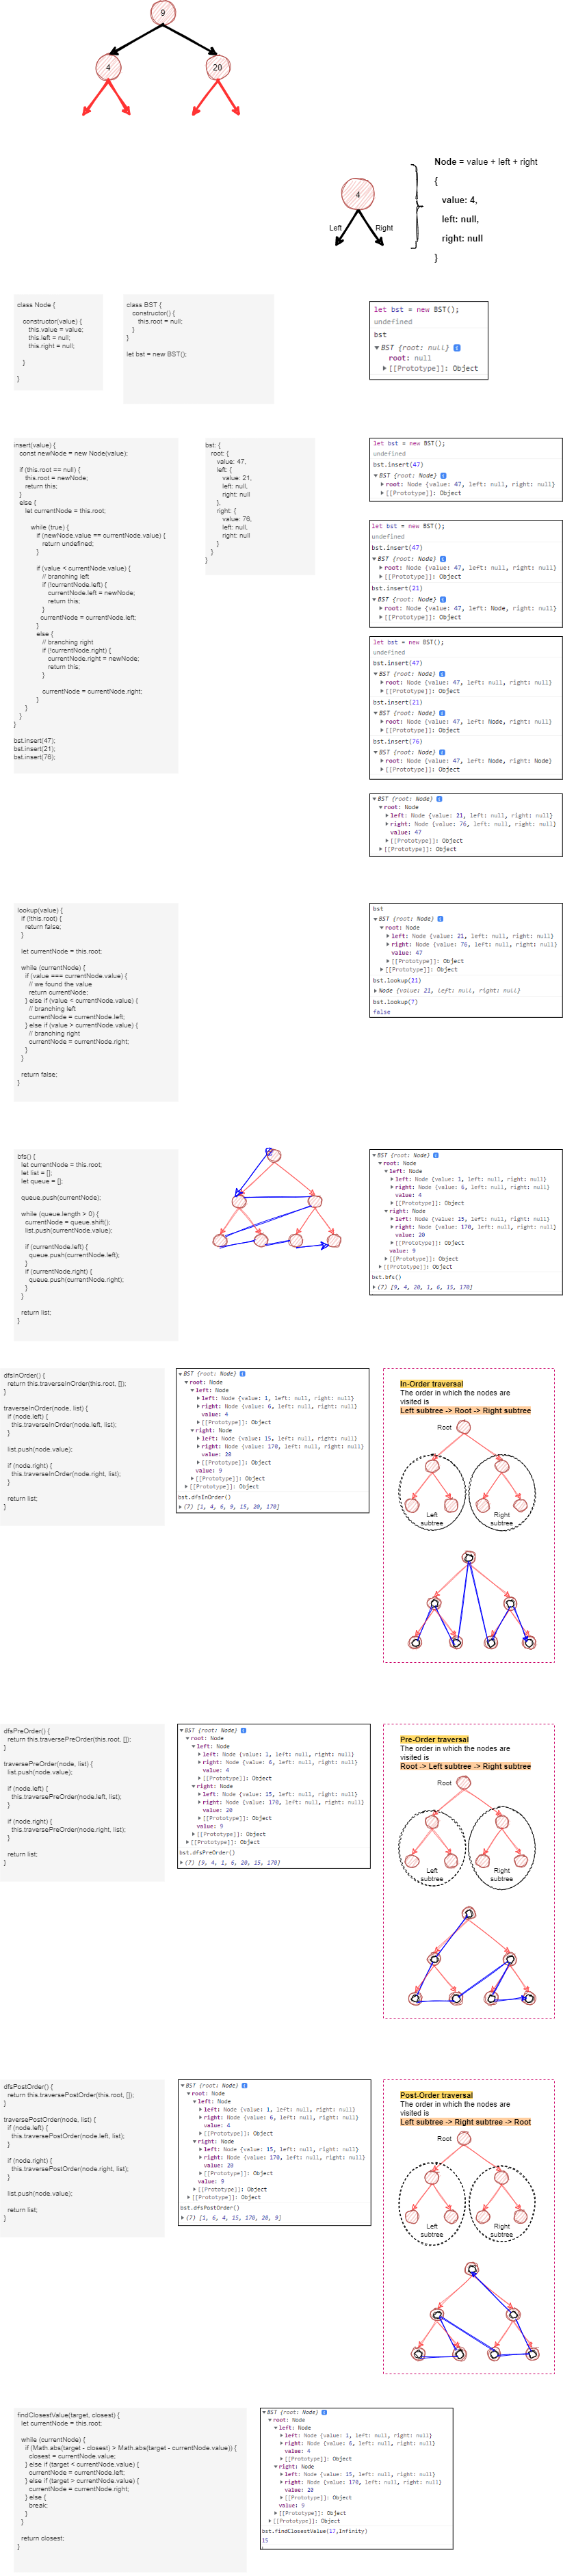 9
4
20
Node = value + left + right
{
value: 4,
left: null,
right: null
}
4
Left
Right
class Node {
constructor(value) {
this.value = value;
this.left = null;
this.right = null;
}
}
class BST {
constructor() {
this.root = null;
}
}
let bst = new BST();
let bst = new BST();
undefined
bst
▼BST {root: null} i
root: null
▶[[Prototype]]: Object
insert(value) {
const newNode = new Node(value);
if (this.root == null) {
this.root = newNode;
return this;
}
else {
let currentNode = this.root;
while (true) {
if (newNode.value == currentNode.value) {
return undefined;
}
if (value < currentNode.value) {
// branching left
if (!currentNode.left) {
currentNode.left = newNode;
return this;
}
currentNode = currentNode.left;
}
else {
// branching right
if (!currentNode.right) {
currentNode.right = newNode;
return this;
}
currentNode = currentNode.right;
}
}
}
}
bst.insert(47);
bst.insert(21);
bst.insert(76);
bst: {
root: {
value: 47,
left: {
value: 21,
left: null,
right: null
},
right: {
value: 76,
left: null,
right: null
}
}
}
let bst = new BST();
undefined
bst.insert(47)
▼BST {root: Node} i
▶root: Node {value: 47, left: null, right: null}
▶[[Prototype]]: Object
let bst = new BST();
undefined
bst.insert(47)
▼BST {root: Node} i
▶root: Node {value: 47, left: null, right: null}
▶[[Prototype]]: Object
bst.insert(21)
▼BST {root: Node} i
▶root: Node {value: 47, left: Node, right: null}
▶[[Prototype]]: Object
let bst = new BST();
undefined
bst.insert(47)
▼BST {root: Node} i
▶root: Node {value: 47, left: null, right: null}
▶[[Prototype]]: Object
bst.insert(21)
▼BST {root: Node} i
▶root: Node {value: 47, left: Node, right: null}
▶[[Prototype]]: Object
bst.insert(76)
▼BST {root: Node} i
▶root: Node {value: 47, left: Node, right: Node}
▶[[Prototype]]: Object
▼BST {root: Node} i
▼root: Node
▶left: Node {value: 21, left: null, right: null}
▶right: Node {value: 76, left: null, right: null}
value: 47
▶[[Prototype]]: Object
▶[[Prototype]]: Object
lookup(value) {
if (!this.root) {
return false;
}
let currentNode = this.root;
while (currentNode) {
if (value === currentNode.value) {
// we found the value
return currentNode;
} else if (value < currentNode.value) {
// branching left
currentNode = currentNode.left;
} else if (value > currentNode.value) {
// branching right
currentNode = currentNode.right;
}
}
return false;
}
bst
▼BST {root: Node} i
▼root: Node
▶left: Node {value: 21, left: null, right: null}
▶right: Node {value: 76, left: null, right: null}
value: 47
▶[[Prototype]]: Object
▶[[Prototype]]: Object
bst.lookup(21)
▶Node {value: 21, left: null, right: null}
bst.lookup(7)
false
bfs() {
let currentNode = this.root;
let list = [];
let queue = [];
queue.push(currentNode);
while (queue.length > 0) {
currentNode = queue.shift();
list.push(currentNode.value);
if (currentNode.left) {
queue.push(currentNode.left);
}
if (currentNode.right) {
queue.push(currentNode.right);
}
}
return list;
}
▼BST {root: Node} i
▼root: Node
▼left: Node
▶left: Node {value: 1, left: null, right: null}
▶right: Node {value: 6, left: null, right: null}
value: 4
▶[[Prototype]]: Object
▼right: Node
▶left: Node {value: 15, left: null, right: null}
▶right: Node {value: 170, left: null, right: null}
value: 20
▶[[Prototype]]: Object
value: 9
▶[[Prototype]]: Object
▶[[Prototype]]: Object
bst.bfs()
▶(7) [9, 4, 20, 1, 6, 15, 170]
dfsInOrder() {
return this.traverseInOrder(this.root, []);
}
traverseInOrder(node, list) {
if (node.left) {
this.traverseInOrder(node.left, list);
}
list.push(node.value);
if (node.right) {
this.traverseInOrder(node.right, list);
}
return list;
}
▼BST {root: Node} i
▼root: Node
▼left: Node
▶left: Node {value: 1, left: null, right: null}
▶right: Node {value: 6, left: null, right: null}
value: 4
▶[[Prototype]]: Object
▼right: Node
▶left: Node {value: 15, left: null, right: null}
▶right: Node {value: 170, left: null, right: null}
value: 20
▶[[Prototype]]: Object
value: 9
▶[[Prototype]]: Object
▶[[Prototype]]: Object
bst.dfsInOrder()
▶(7) [1, 4, 6, 9, 15, 20, 170]
In-Order traversal
The order in which the nodes are
visited is
Left subtree -> Root -> Right subtree
Root
Left
subtree
Right
subtree
dfsPreOrder() {
return this.traversePreOrder(this.root, []);
}
traversePreOrder(node, list) {
list.push(node.value);
if (node.left) {
this.traversePreOrder(node.left, list);
}
if (node.right) {
this.traversePreOrder(node.right, list);
}
return list;
}
▼BST {root: Node} i
▼root: Node
▼left: Node
▶left: Node {value: 1, left: null, right: null}
▶right: Node {value: 6, left: null, right: null}
value: 4
▶[[Prototype]]: Object
▼right: Node
▶left: Node {value: 15, left: null, right: null}
▶right: Node {value: 170, left: null, right: null}
value: 20
▶[[Prototype]]: Object
value: 9
▶[[Prototype]]: Object
▶[[Prototype]]: Object
bst.dfsPreOrder()
▶(7) [9, 4, 1, 6, 20, 15, 170]
Pre-Order traversal
The order in which the nodes are
visited is
Root -> Left subtree -> Right subtree
Root
Left
subtree
Right
subtree
dfsPostOrder() {
return this.traversePostOrder(this.root, []);
}
traversePostOrder(node, list) {
if (node.left) {
this.traversePostOrder(node.left, list);
}
if (node.right) {
this.traversePostOrder(node.right, list);
}
list.push(node.value);
return list;
}
▼BST {root: Node} i
▼root: Node
▼left: Node
▶left: Node {value: 1, left: null, right: null}
▶right: Node {value: 6, left: null, right: null}
value: 4
▶[[Prototype]]: Object
▼right: Node
▶left: Node {value: 15, left: null, right: null}
▶right: Node {value: 170, left: null, right: null}
value: 20
▶[[Prototype]]: Object
value: 9
▶[[Prototype]]: Object
▶[[Prototype]]: Object
bst.dfsPostOrder()
▶(7) [1, 6, 4, 15, 170, 20, 9]
Post-Order traversal
The order in which the nodes are
visited is
Left subtree -> Right subtree -> Root
Root
Left
subtree
Right
subtree
findClosestValue(target, closest) {
let currentNode = this.root;
while (currentNode) {
if (Math.abs(target - closest) > Math.abs(target - currentNode.value)) {
closest = currentNode.value;
} else if (target < currentNode.value) {
currentNode = currentNode.left;
} else if (target > currentNode.value) {
currentNode = currentNode.right;
} else {
break;
}
}
return closest;
}
▼BST {root: Node} i
▼root: Node
▼left: Node
▶left: Node {value: 1, left: null, right: null}
▶right: Node {value: 6, left: null, right: null}
value: 4
▶[[Prototype]]: Object
▼right: Node
▶left: Node {value: 15, left: null, right: null}
▶right: Node {value: 170, left: null, right: null}
value: 20
▶[[Prototype]]: Object
value: 9
▶[[Prototype]]: Object
▶[[Prototype]]: Object
bst.findClosestValue(17,Infinity)
15